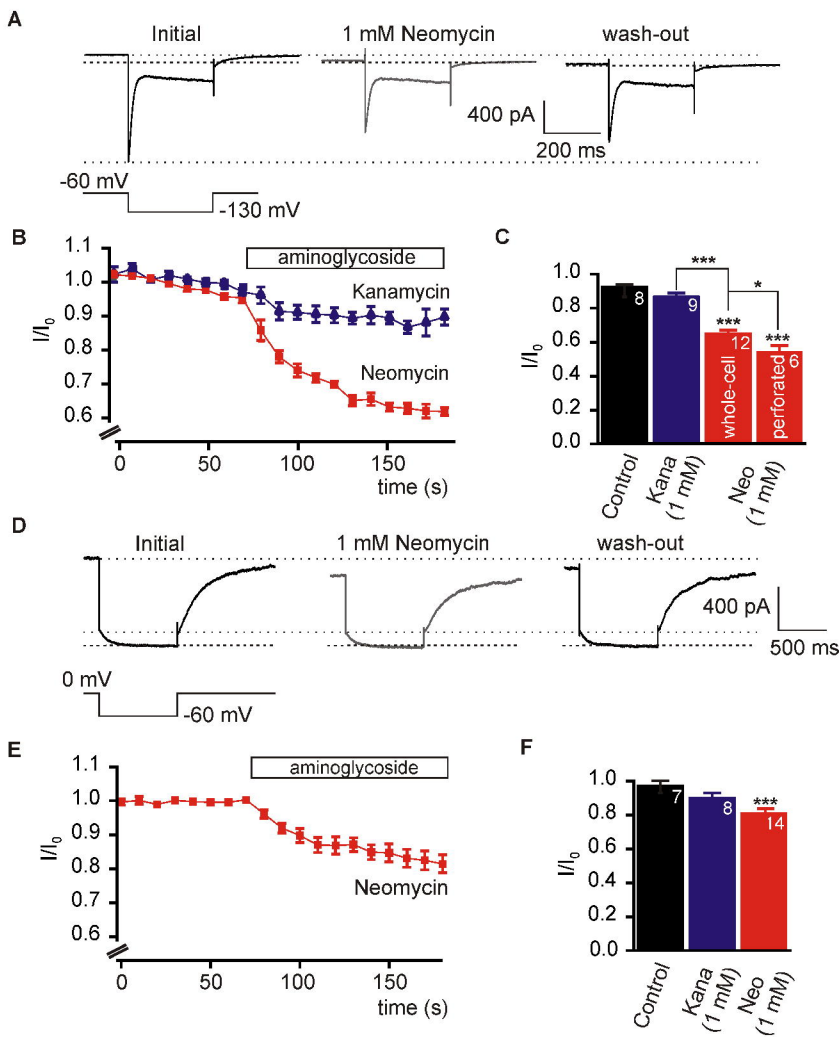 A
Initial
1 mM Neomycin
wash-out
400 pA
200 ms
-60 mV
-130 mV
B
1.1
1.0
0.9
0.8
0.7
0.6
I/I0
aminoglycoside
Kanamycin
Neomycin
0
50
100
150
time (s)
C
***
*
1.0
0.8
0.6
0.4
0.2
0.0
I/I0
8
9
***
12
***
6
whole-cell
perforated
Control
Kana
(1 mM)
Neo
(1 mM)
D
Initial
1 mM Neomycin
wash-out
400 pA
500 ms
0 mV
-60 mV
E
1.1
1.0
0.9
0.8
0.7
0.6
I/I0
aminoglycoside
Neomycin
0
50
100
150
time (s)
F
1.0
0.8
0.6
0.4
0.2
0.0
I/I0
7
8
***
14
Control
Kana
(1 mM)
Neo
(1 mM)